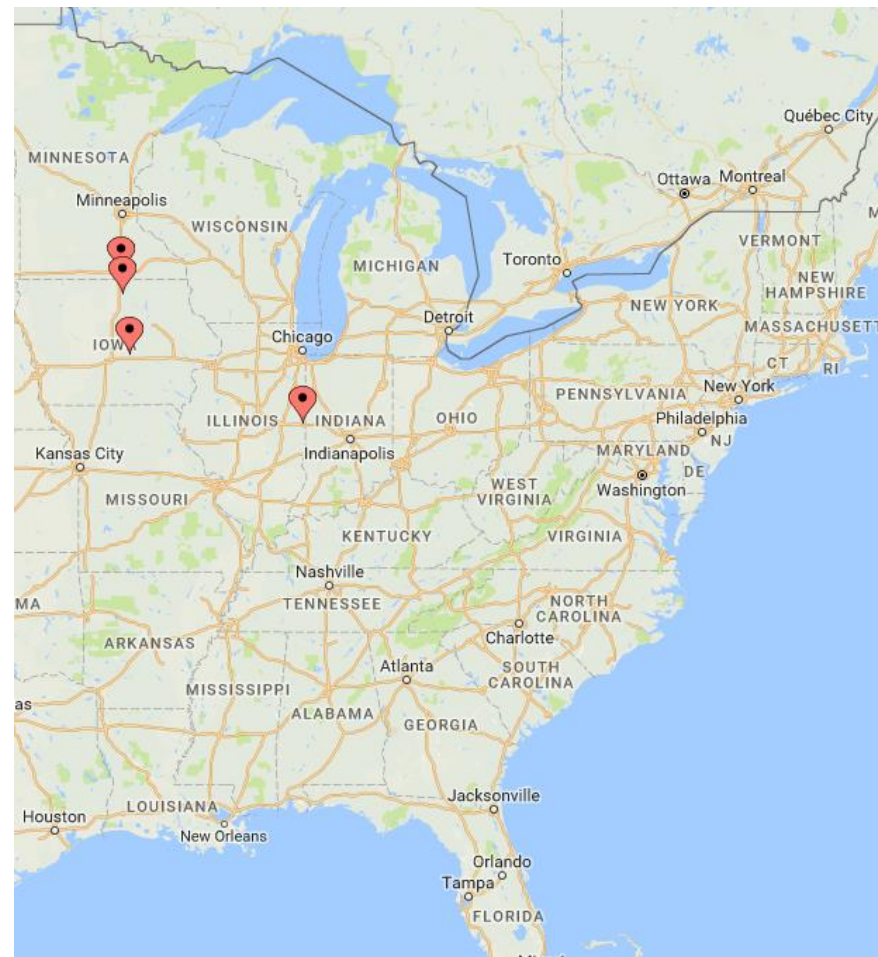 Québec City
MINNESOTA
Ottawa
Montreal
Minneapolis
WISCONSIN
M
VERMONT
MICHIGAN
Toronto
NEW
HAMPSHIRE
NEW YORK
Detroit
MASSACHUSETT
Chicago
IOW
CT
RI
New York
PENNSYLVANIA
Philadelphia
ILLINOIS
INDIANA
OHIO
NJ
Indianapolis
MARYLAND
Kansas City
DE
WEST
VIRGINIA
Washington
MISSOURI
KENTUCKY
VIRGINIA
Nashville
TENNESSEE
MA
NORTH
CAROLINA
Charlotte
ARKANSAS
Atlanta
SOUTH
CAROLINA
MISSISSIPPI
as
ALABAMA
GEORGIA
Jacksonville
LOUISIANA
Houston
New Orleans
Orlando
Tampa
FLORIDA